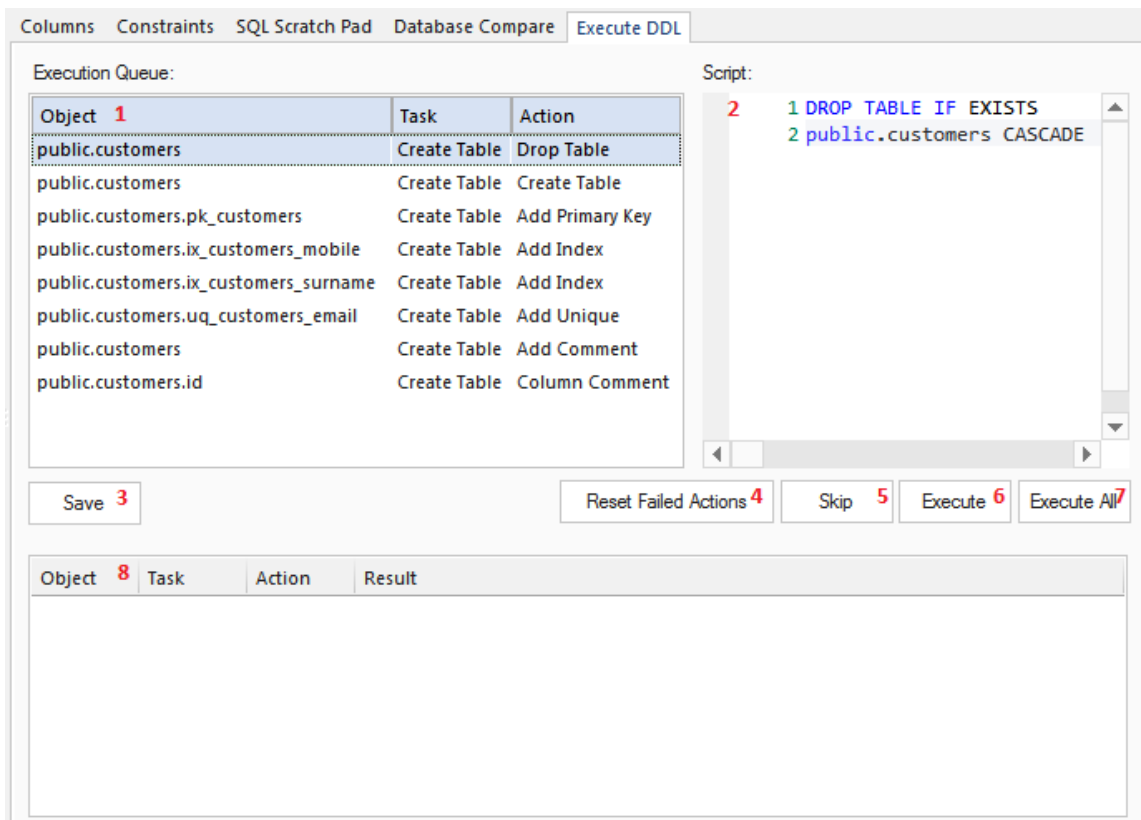 Columns Constraints SQL Scratch Pad Database Compare Execute DDL
Execution Queue:
Object 1 Task Action
public.customers Create Table Drop Table
public.customers Create Table Create Table
public.customers.pk_customers Create Table Add Primary Key
public.customers.ix_customers_mobile Create Table Add Index
public.customers.ix_customers_surname Create Table Add Index
public.customers.uq_customers_email Create Table Add Unique
public.customers Create Table Add Comment
public.customers.id Create Table Column Comment
Script:
2 1 DROP TABLE IF EXISTS
2 public.customers CASCADE
Save 3 Reset Failed Actions 4 Skip 5 Execute 6 Execute All 7
Object 8 Task Action Result